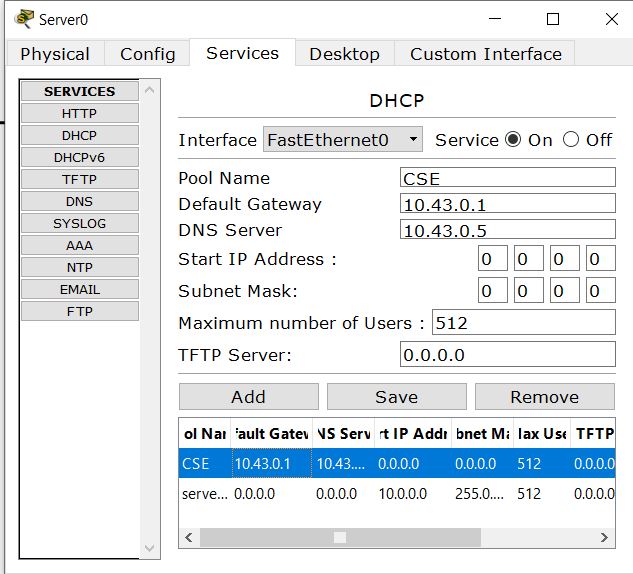 Server0
Physical Config Services Desktop Custom Interface
SERVICES
HTTP
DHCP
DHCPv6
TFTP
DNS
SYSLOG
AAA
NTP
EMAIL
FTP
DHCP
Interface FastEthernet0 Service On Off
Pool Name CSE
Default Gateway 10.43.0.1
DNS Server 10.43.0.5
Start IP Address : 0 0 0 0
Subnet Mask: 0 0 0 0
Maximum number of Users : 512
TFTP Server: 0.0.0.0
Add Save Remove
ol Nar fault Gatew NS Serv rt IP Addr bnet Ma lax Use TFTP
CSE 10.43.0.1 10.43.... 0.0.0.0 0.0.0.0 512 0.0.0.0
serve... 0.0.0.0 0.0.0.0 10.0.0.0 255.0.... 512 0.0.0.0